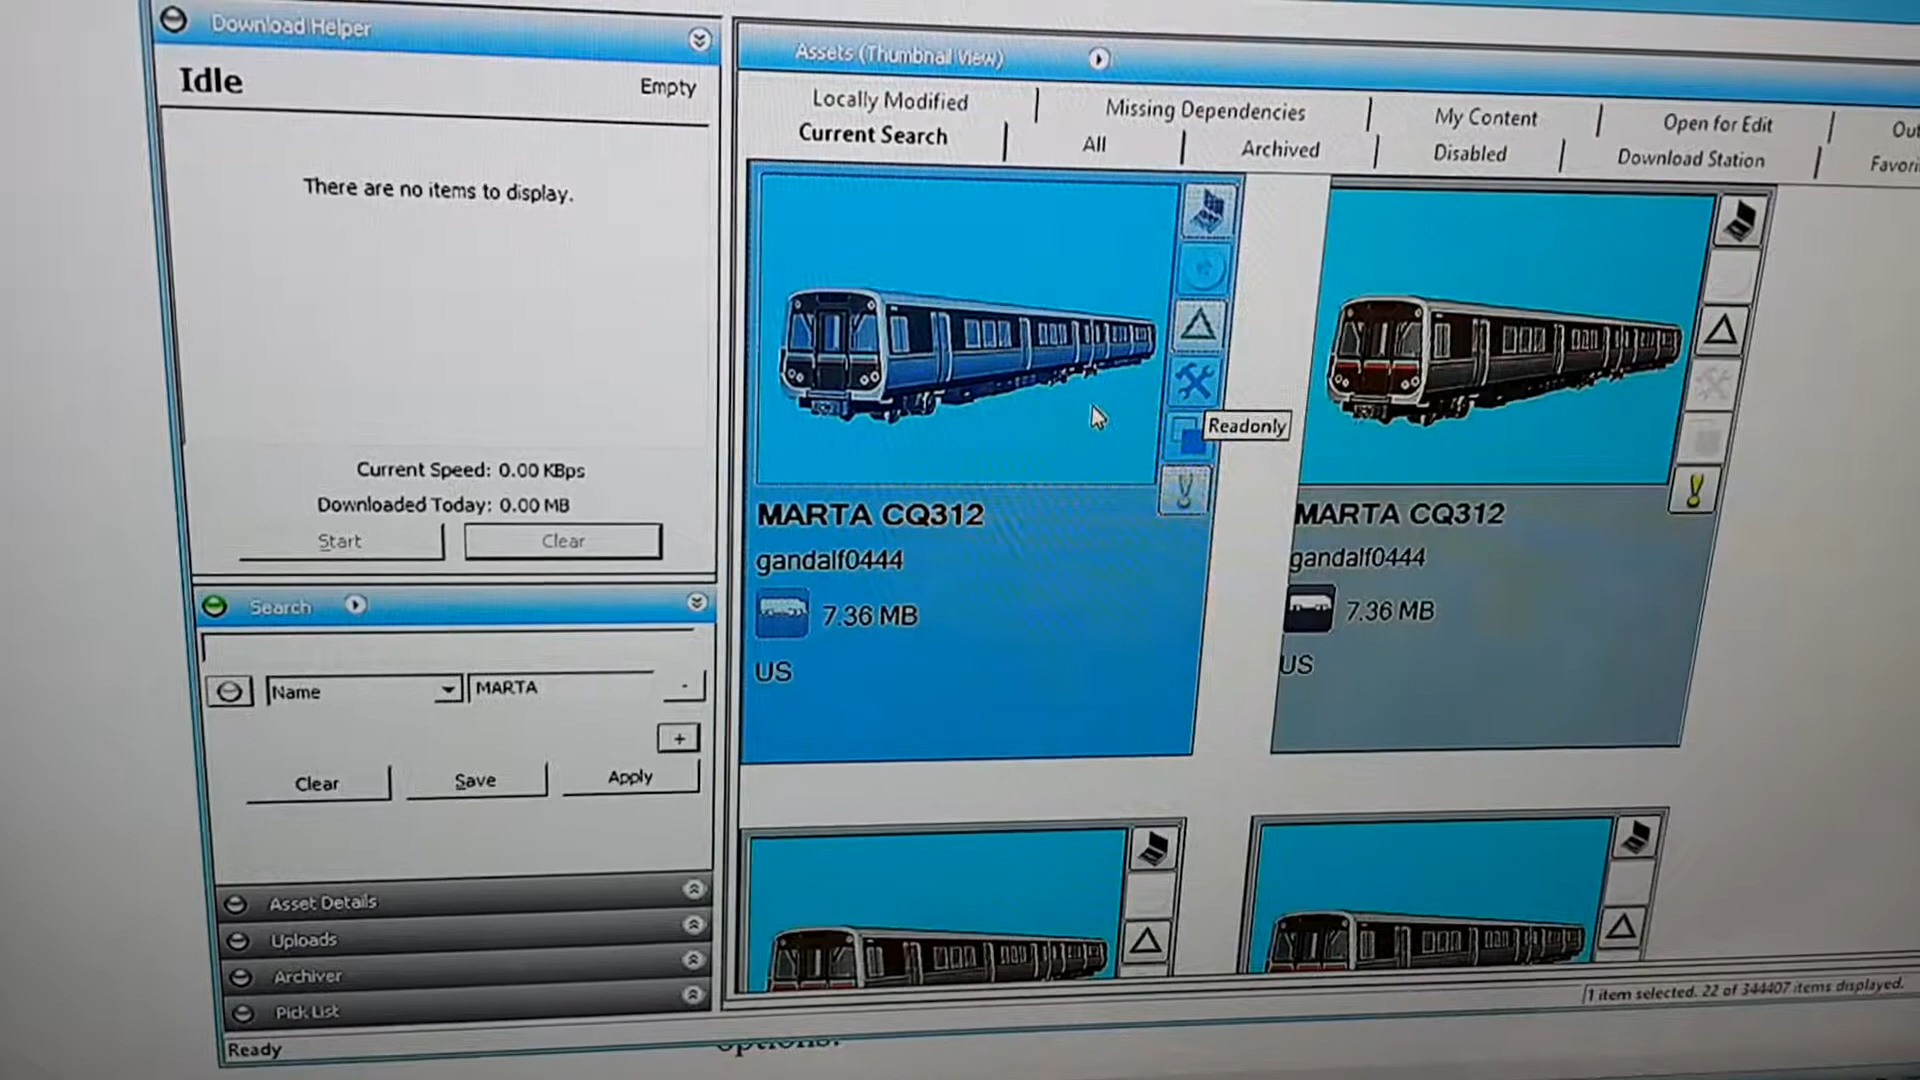 Download Helper
Idle
Empty
There are no items to display.
Current Speed: 0.00 KBps
Downloaded Today: 0.00 MB
Start
Clear
Search
Name
MARTA
-
+
Clear
Save
Apply
Asset Details
Uploads
Archiver
Pick List
Ready
Assets (Thumbnail View)
Locally Modified
Missing Dependencies
My Content
Open for Edit
Out
Current Search
All
Archived
Disabled
Download Station
Favori
Readonly
MARTA CQ312
gandalf0444
7.36 MB
US
MARTA CQ312
gandalf0444
7.36 MB
US
1 item selected. 22 of 344407 items displayed.
options.